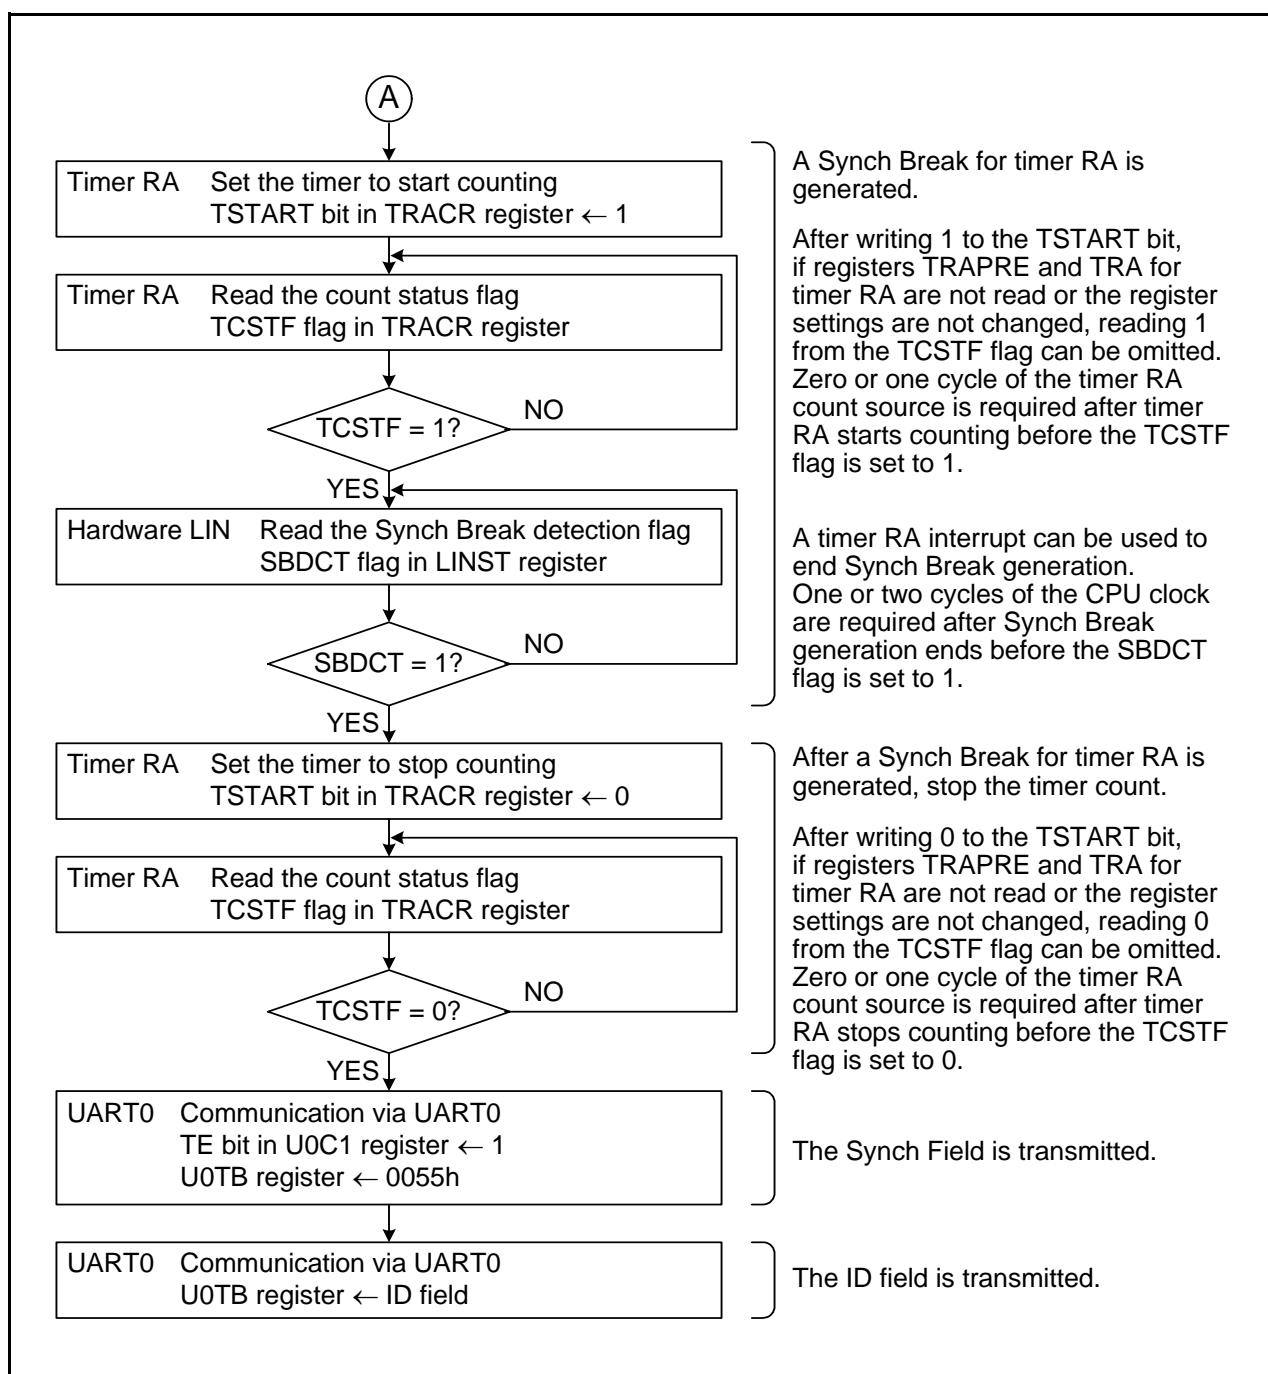 A
Timer RA Set the timer to start counting
TSTART bit in TRACR register ← 1
Timer RA Read the count status flag
TCSTF flag in TRACR register
TCSTF = 1?
NO
YES
Hardware LIN Read the Synch Break detection flag
SBDCT flag in LINST register
SBDCT = 1?
NO
YES
A Synch Break for timer RA is
generated.
After writing 1 to the TSTART bit,
if registers TRAPRE and TRA for
timer RA are not read or the register
settings are not changed, reading 1
from the TCSTF flag can be omitted.
Zero or one cycle of the timer RA
count source is required after timer
RA starts counting before the TCSTF
flag is set to 1.
A timer RA interrupt can be used to
end Synch Break generation.
One or two cycles of the CPU clock
are required after Synch Break
generation ends before the SBDCT
flag is set to 1.
Timer RA Set the timer to stop counting
TSTART bit in TRACR register ← 0
Timer RA Read the count status flag
TCSTF flag in TRACR register
TCSTF = 0?
NO
YES
After a Synch Break for timer RA is
generated, stop the timer count.
After writing 0 to the TSTART bit,
if registers TRAPRE and TRA for
timer RA are not read or the register
settings are not changed, reading 0
from the TCSTF flag can be omitted.
Zero or one cycle of the timer RA
count source is required after timer
RA stops counting before the TCSTF
flag is set to 0.
UART0 Communication via UART0
TE bit in U0C1 register ← 1
U0TB register ← 0055h
The Synch Field is transmitted.
UART0 Communication via UART0
U0TB register ← ID field
The ID field is transmitted.